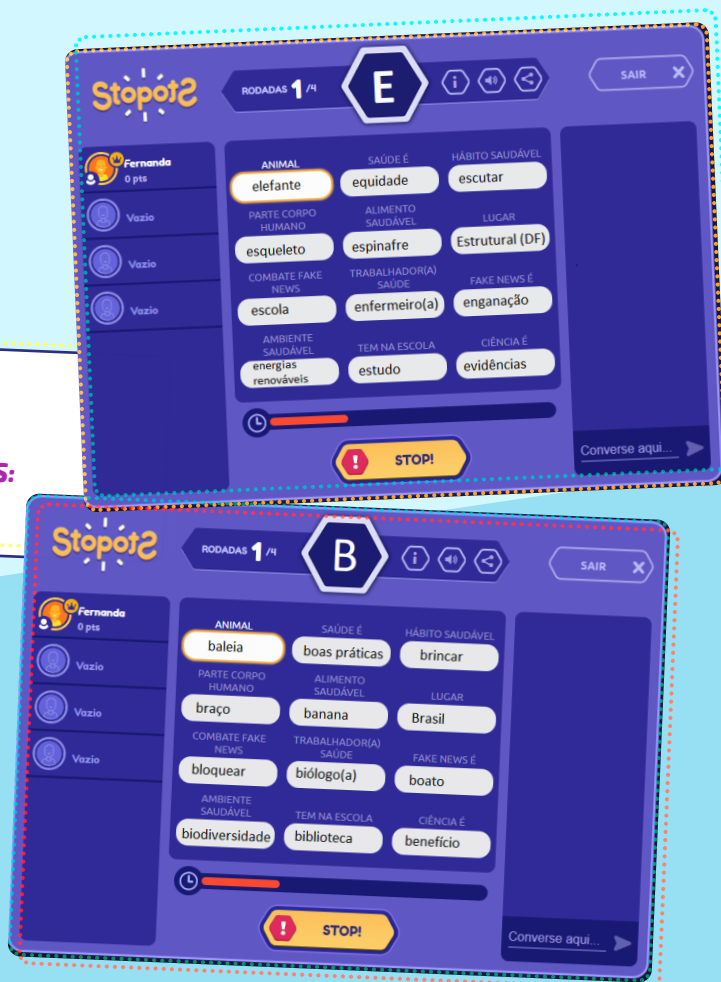 StopotS
RODADAS 1 /4
E
i
SAIR X
Fernanda
0 pts
Vazio
Vazio
Vazio
ANIMAL
elefante
SAÚDE É
equidade
HÁBITO SAUDÁVEL
escutar
PARTE CORPO
HUMANO
esqueleto
ALIMENTO
SAUDÁVEL
espinafre
LUGAR
Estrutural (DF)
COMBATE FAKE
NEWS
escola
TRABALHADOR(A)
SAÚDE
enfermeiro(a)
FAKE NEWS É
enganação
AMBIENTE
SAUDÁVEL
energias
renováveis
TEM NA ESCOLA
estudo
CIÊNCIA É
evidências
! STOP!
Converse aqui...
S:
StopotS
RODADAS 1 /4
B
i
SAIR X
Fernanda
0 pts
Vazio
Vazio
Vazio
ANIMAL
baleia
SAÚDE É
boas práticas
HÁBITO SAUDÁVEL
brincar
PARTE CORPO
HUMANO
braço
ALIMENTO
SAUDÁVEL
banana
LUGAR
Brasil
COMBATE FAKE
NEWS
bloquear
TRABALHADOR(A)
SAÚDE
biólogo(a)
FAKE NEWS É
boato
AMBIENTE
SAUDÁVEL
biodiversidade
TEM NA ESCOLA
biblioteca
CIÊNCIA É
benefício
! STOP!
Converse aqui...